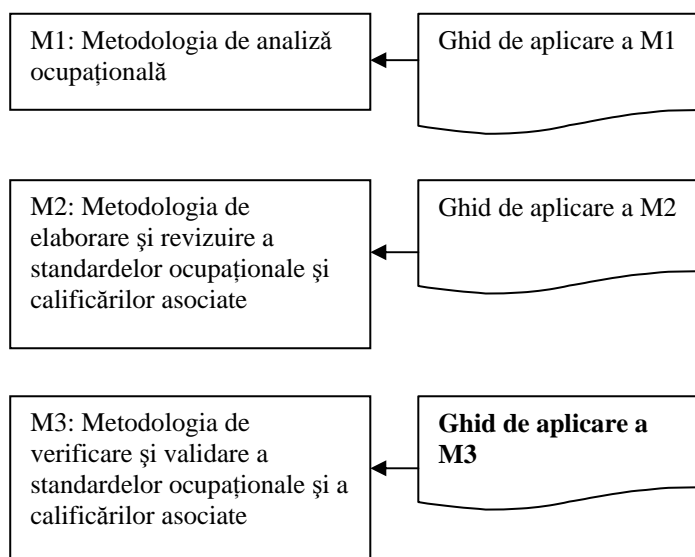 M1: Metodologia de analiză
ocupațională
Ghid de aplicare a M1
M2: Metodologia de
elaborare şi revizuire a
standardelor ocupaționale şi
calificărilor asociate
Ghid de aplicare a M2
M3: Metodologia de
verificare şi validare a
standardelor ocupaționale şi a
calificărilor asociate
Ghid de aplicare a
M3